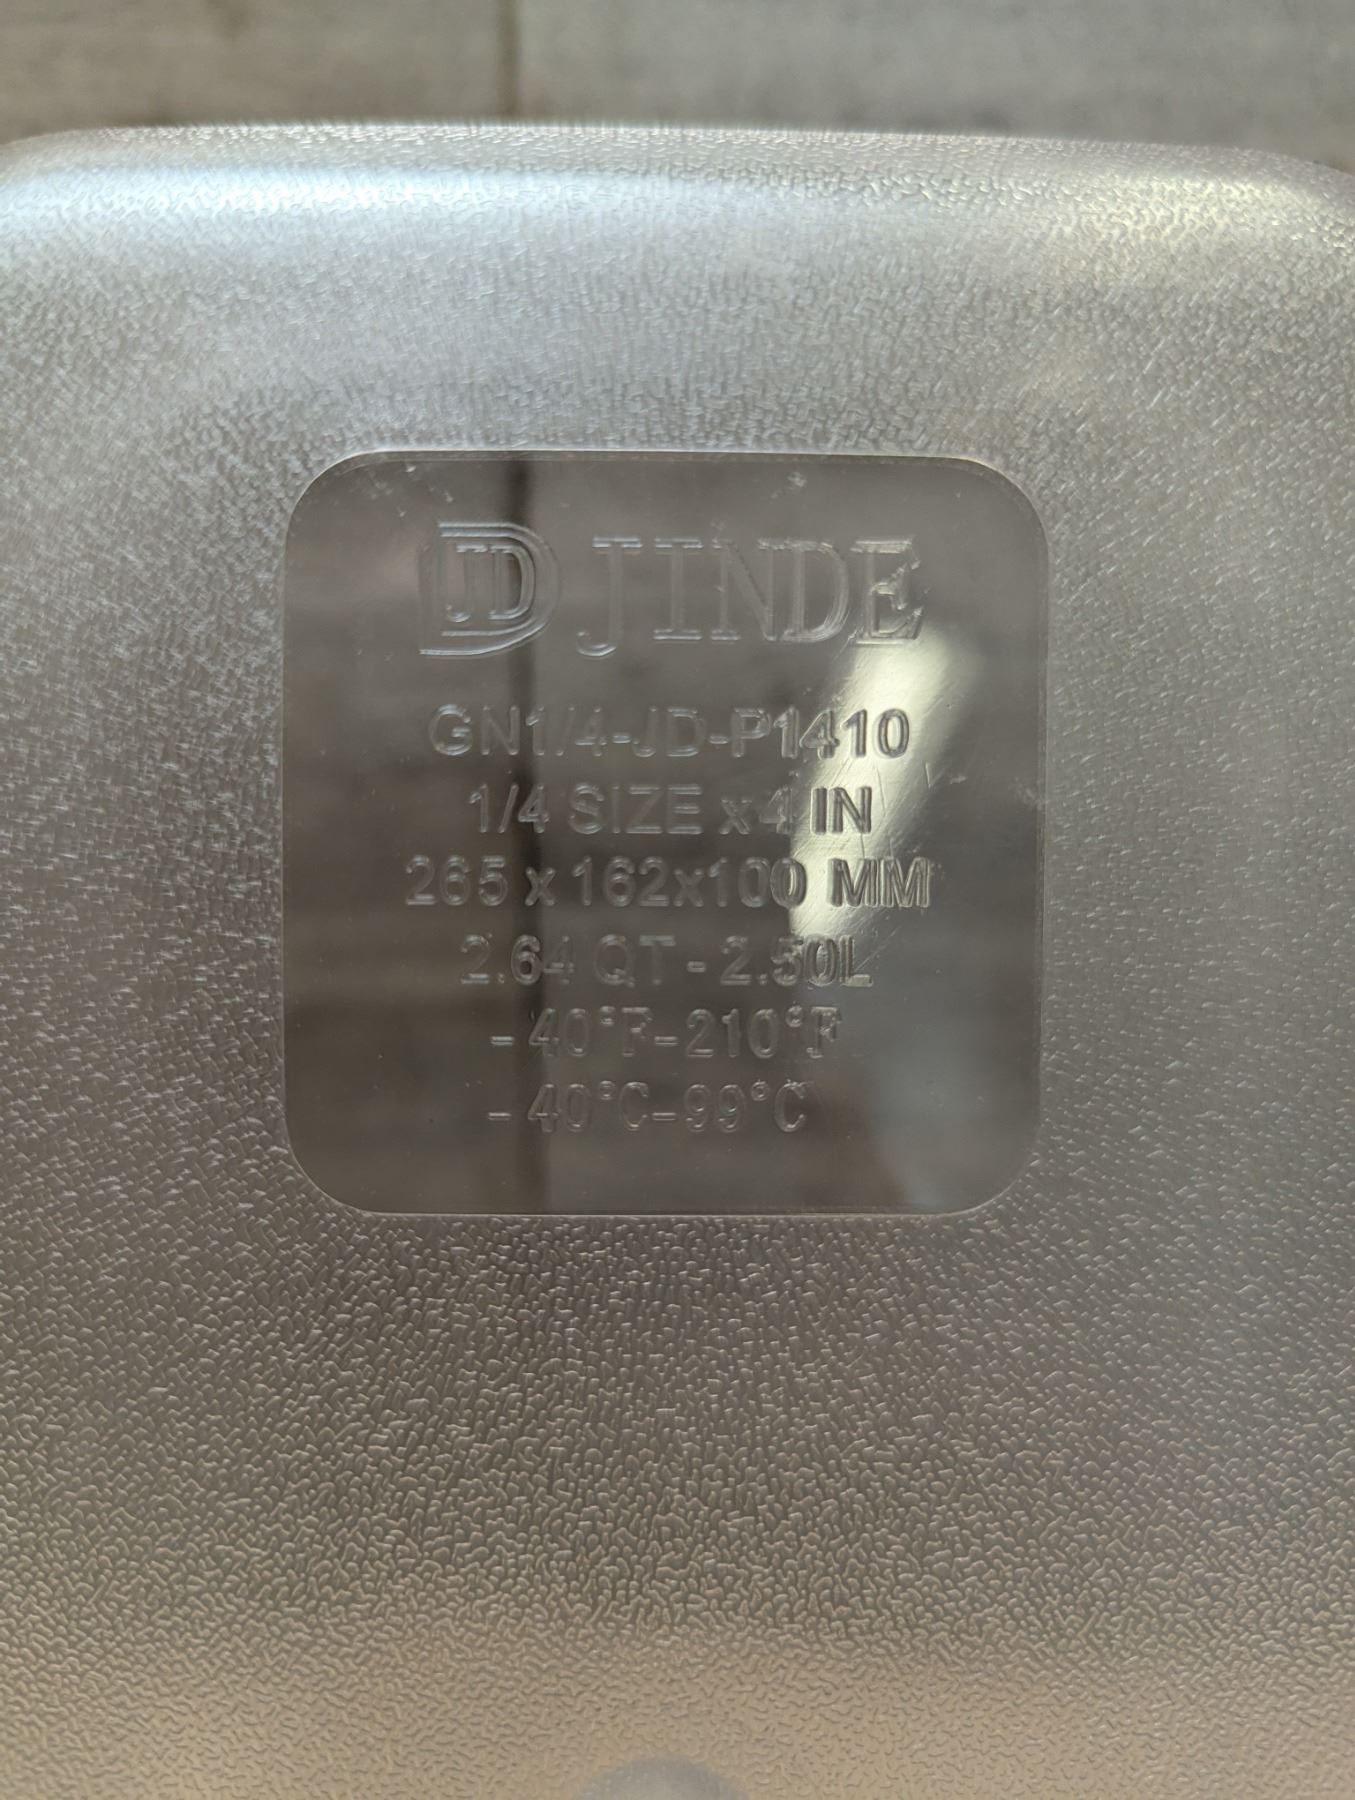 JD JINDE
GN1/4-JD-P1410
1/4 SIZE x 4 IN
265 x 162x100 MM
2.64 QT - 2.50L
- 40°F-210°F
- 40°C-99°C